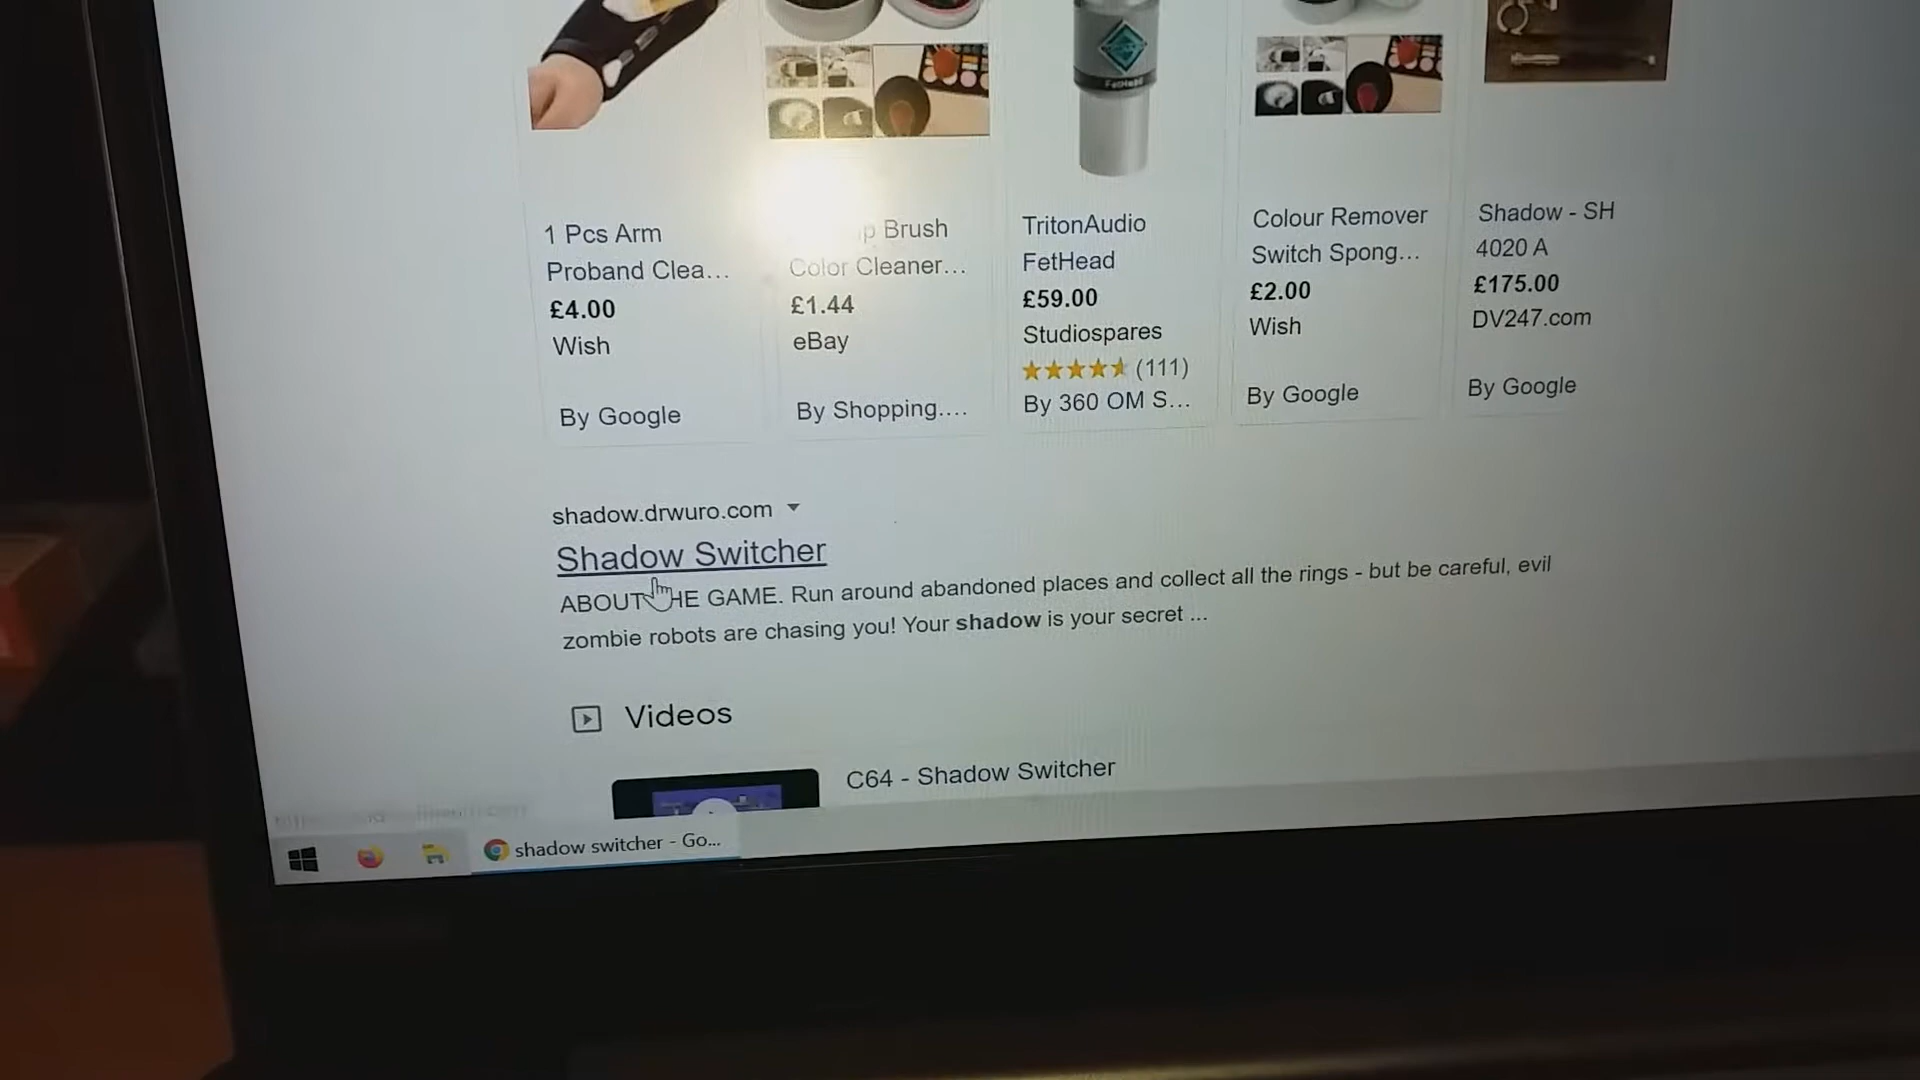 FetHead
1 Pcs Arm
Proband Clea...
£4.00
Wish
By Google
p Brush
Color Cleaner...
£1.44
eBay
By Shopping....
TritonAudio
FetHead
£59.00
Studiospares
(111)
By 360 OM S...
Colour Remover
Switch Spong...
£2.00
Wish
By Google
Shadow - SH
4020 A
£175.00
DV247.com
By Google
shadow.drwuro.com
Shadow Switcher
ABOUT THE GAME. Run around abandoned places and collect all the rings - but be careful, evil
zombie robots are chasing you! Your shadow is your secret ...
Videos
C64 - Shadow Switcher
shadow switcher - Go...